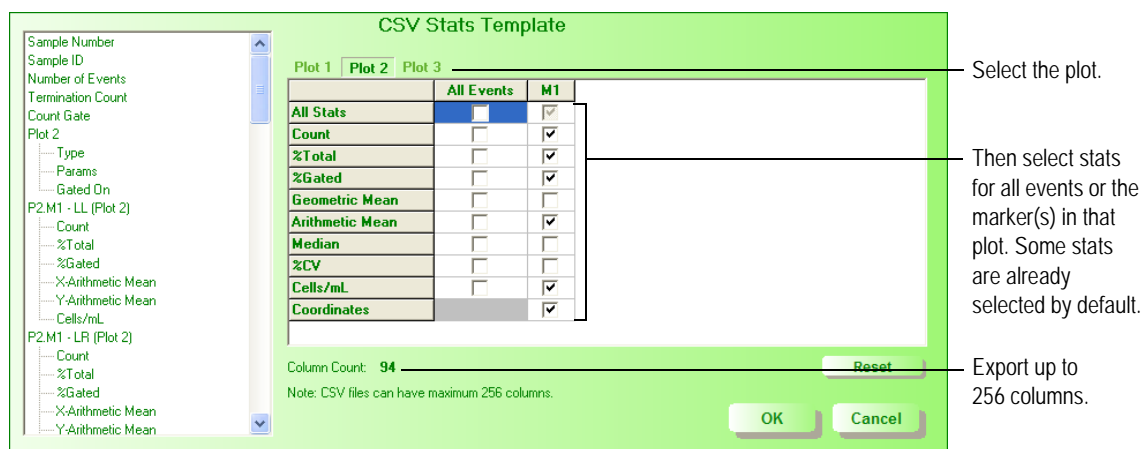 CSV Stats Template
Sample Number
Sample ID
Number of Events
Termination Count
Count Gate
Plot 2
Type
Params
Gated On
P2.M1 - LL (Plot 2)
Count
%Total
%Gated
X-Arithmetic Mean
Y-Arithmetic Mean
Cells/mL
P2.M1 - LR (Plot 2)
Count
%Total
%Gated
X-Arithmetic Mean
Y-Arithmetic Mean
Plot 1 Plot 2 Plot 3
All Events M1
All Stats
Count
%Total
%Gated
Geometric Mean
Arithmetic Mean
Median
%CV
Cells/mL
Coordinates
Column Count: 94
Reset
Note: CSV files can have maximum 256 columns.
OK Cancel
Select the plot.
Then select stats
for all events or the
marker(s) in that
plot. Some stats
are already
selected by default.
Export up to
256 columns.